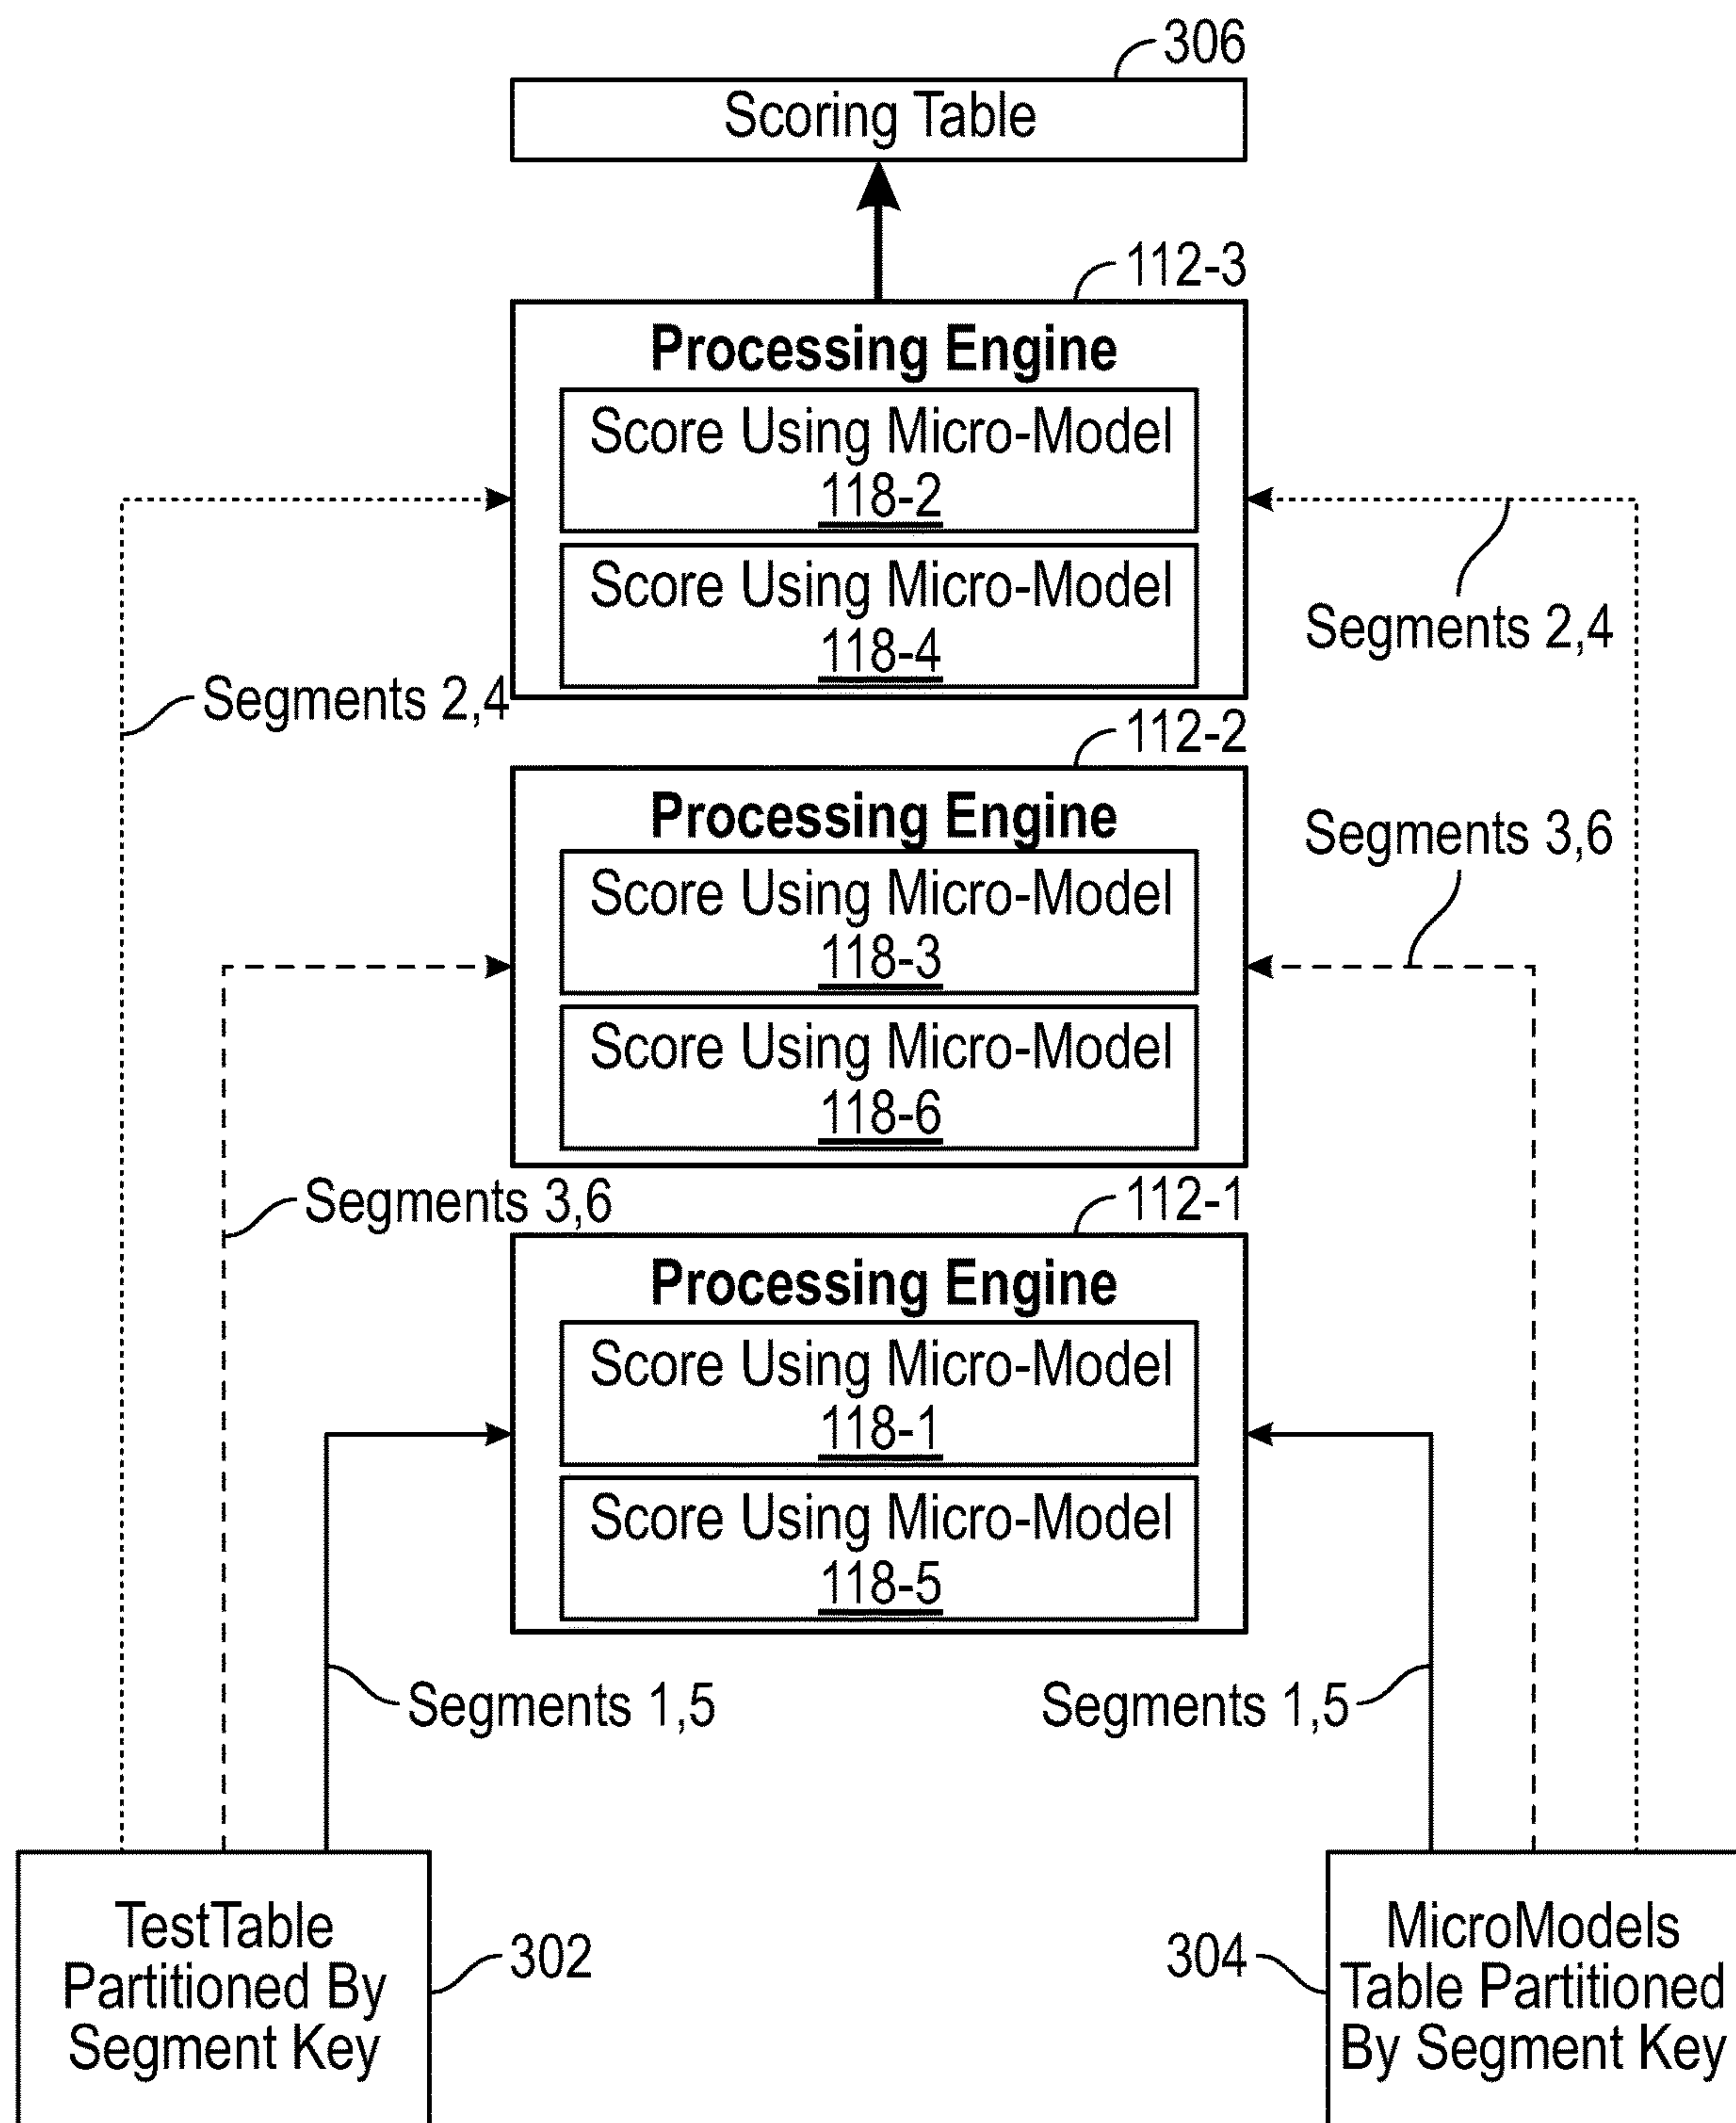 306
Scoring Table
112-3
Processing Engine
Score Using Micro-Model
118-2
Score Using Micro-Model
118-4
Segments 2,4
Segments 2,4
112-2
Processing Engine
Score Using Micro-Model
118-3
Score Using Micro-Model
118-6
Segments 3,6
Segments 3,6
112-1
Processing Engine
Score Using Micro-Model
118-1
Score Using Micro-Model
118-5
Segments 1,5
Segments 1,5
TestTable
Partitioned By
Segment Key
302
304
MicroModels
Table Partitioned
By Segment Key